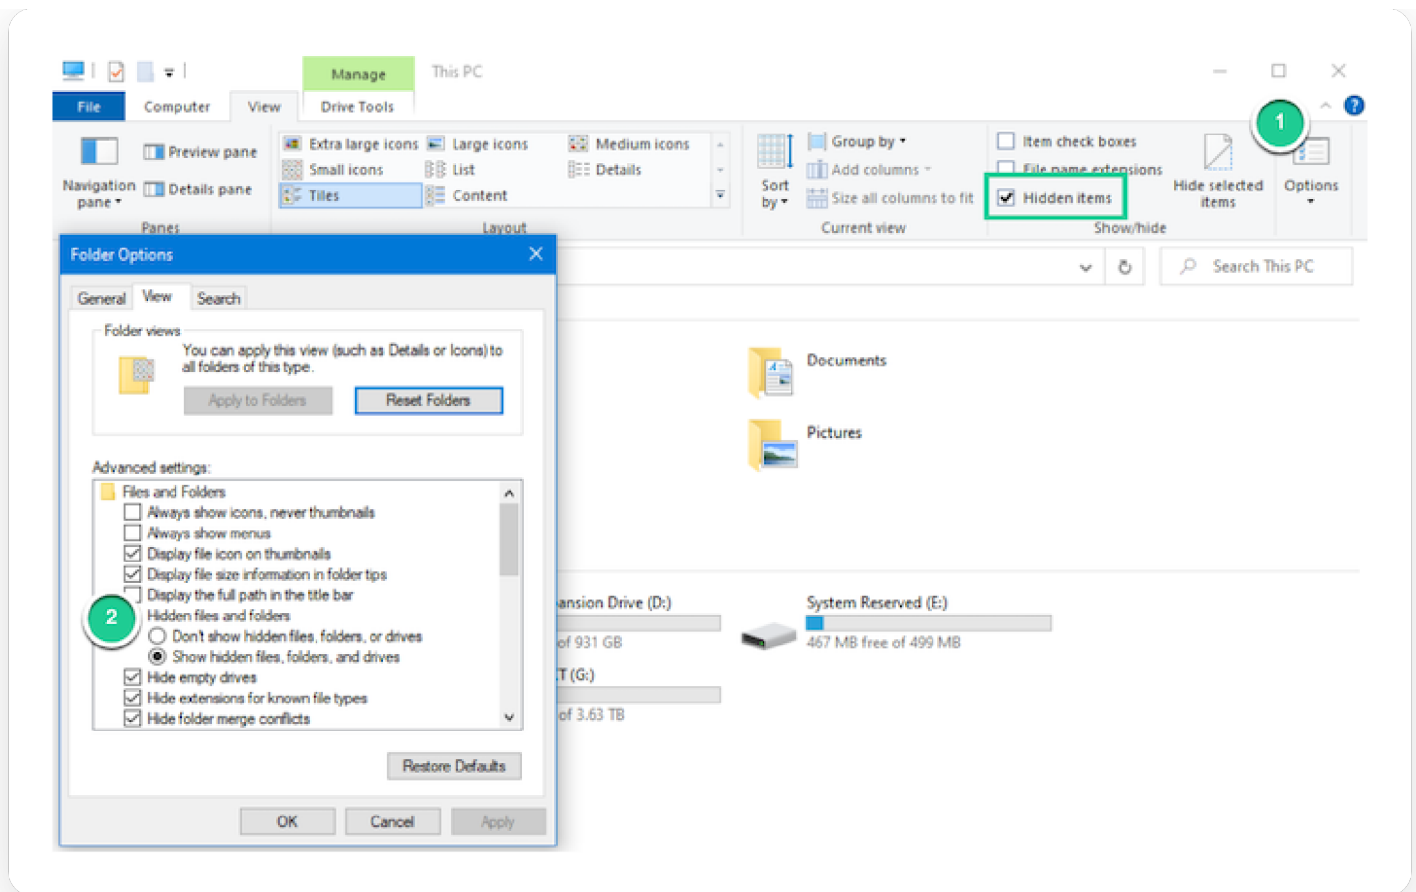 Manage
This PC
File
Computer
View
Drive Tools
1
?
Navigation
pane
Preview pane
Details pane
Panes
Extra large icons
Large icons
Medium icons
Small icons
List
Details
Tiles
Content
Layout
Sort
by
Group by
Add columns
Size all columns to fit
Current view
Item check boxes
File name extensions
Hidden items
Hide selected
items
Show/hide
Options
Search This PC
Folder Options
General
View
Search
Folder views
You can apply this view (such as Details or Icons) to
all folders of this type.
Apply to Folders
Reset Folders
Advanced settings:
Files and Folders
Always show icons, never thumbnails
Always show menus
Display file icon on thumbnails
Display file size information in folder tips
Display the full path in the title bar
2
Hidden files and folders
Don't show hidden files, folders, or drives
Show hidden files, folders, and drives
Hide empty drives
Hide extensions for known file types
Hide folder merge conflicts
Restore Defaults
OK
Cancel
Apply
Documents
Pictures
ansion Drive (D:)
of 931 GB
System Reserved (E:)
467 MB free of 499 MB
T (G:)
of 3.63 TB